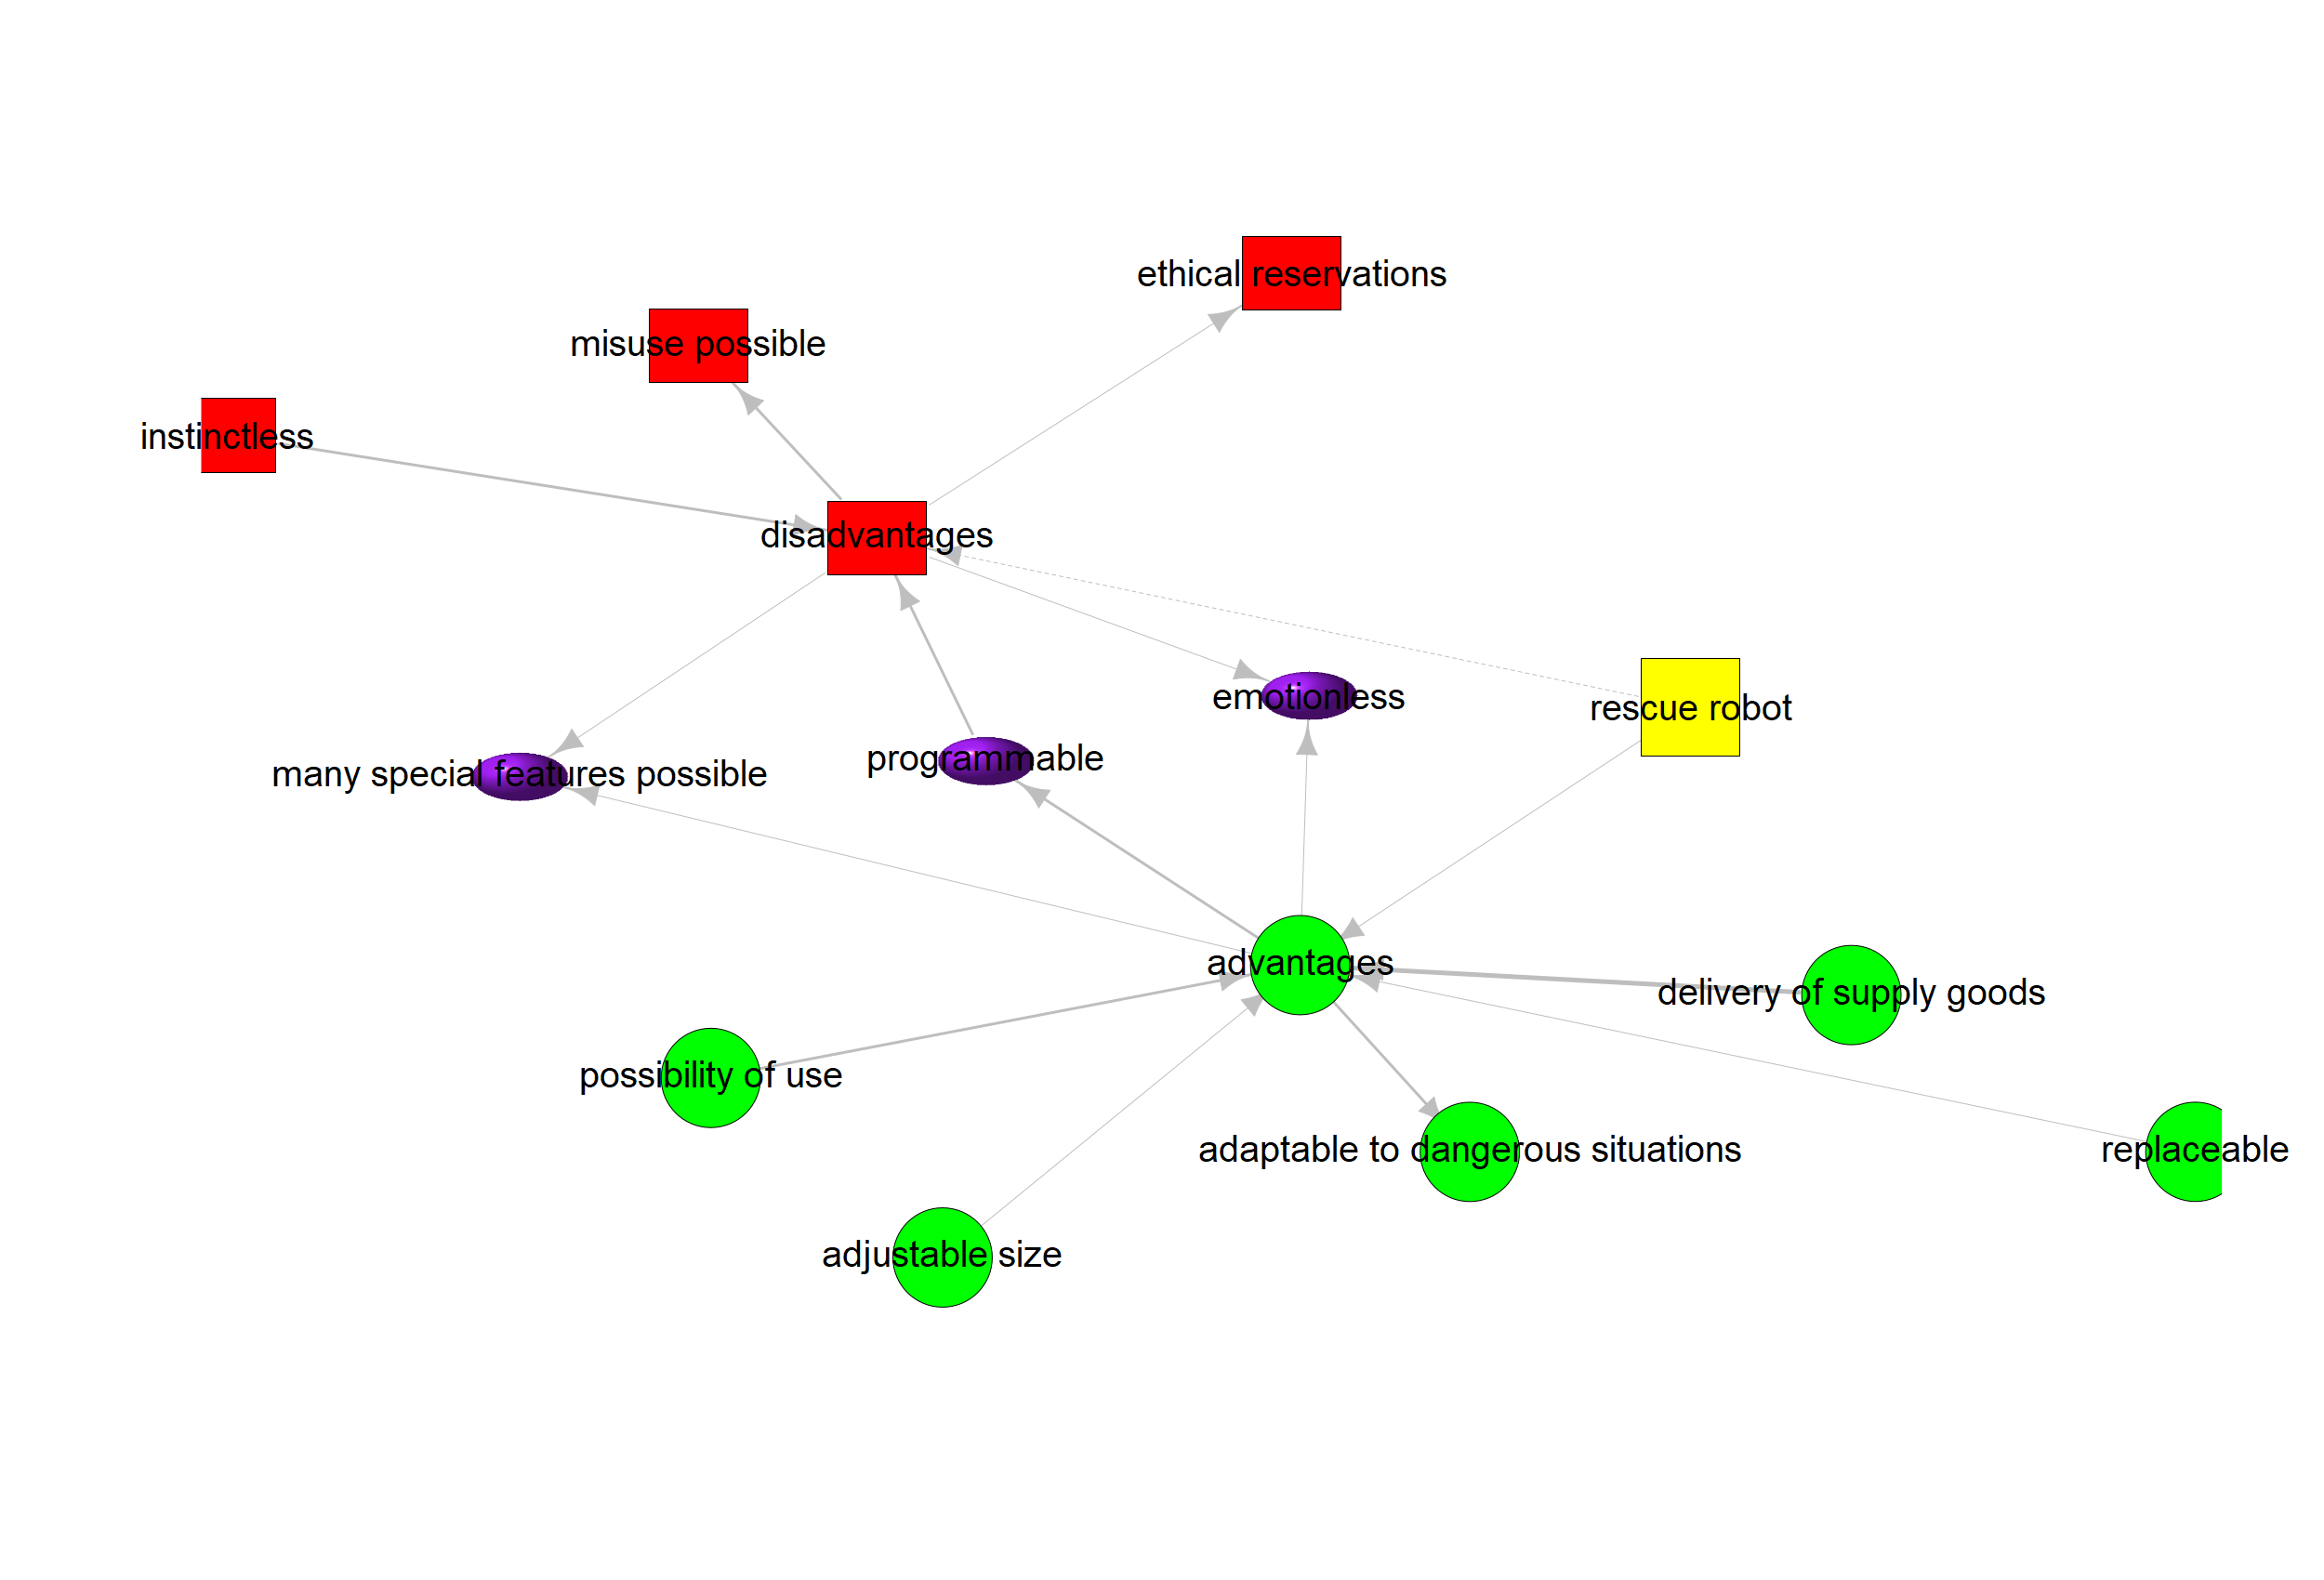 ethical reservations
misuse possible
instinctless
disadvantages
emotionless
rescue robot
programmable
many special features possible
advantages
delivery of supply goods
possibility of use
adaptable to dangerous situations
replaceable
adjustable size